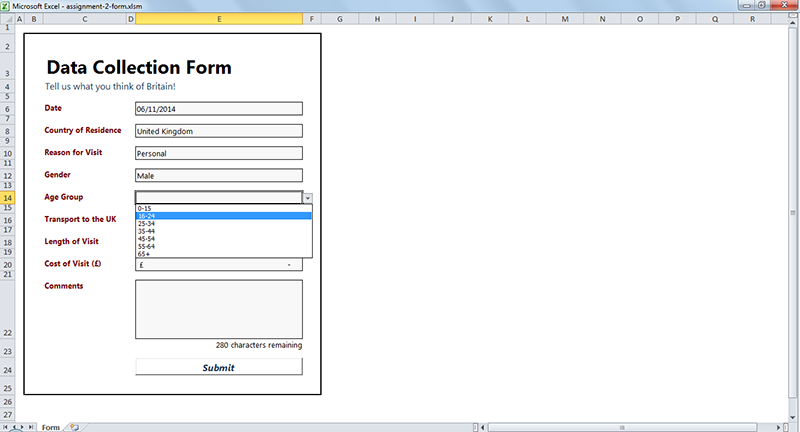 Microsoft Excel - assignment-2-form.xlsm
A B C D E F G H I J K L M N O P Q R
1
2
3 Data Collection Form
4 Tell us what you think of Britain!
5
6 Date 06/11/2014
7
8 Country of Residence United Kingdom
9
10 Reason for Visit Personal
11
12 Gender Male
13
14 Age Group
15 0-15
16-24
16 Transport to the UK 25-34
17 35-44
18 Length of Visit 45-54
19 55-64
65+
20 Cost of Visit (£) £ -
21
Comments
22
23 280 characters remaining
24 Submit
25
26
27
Form